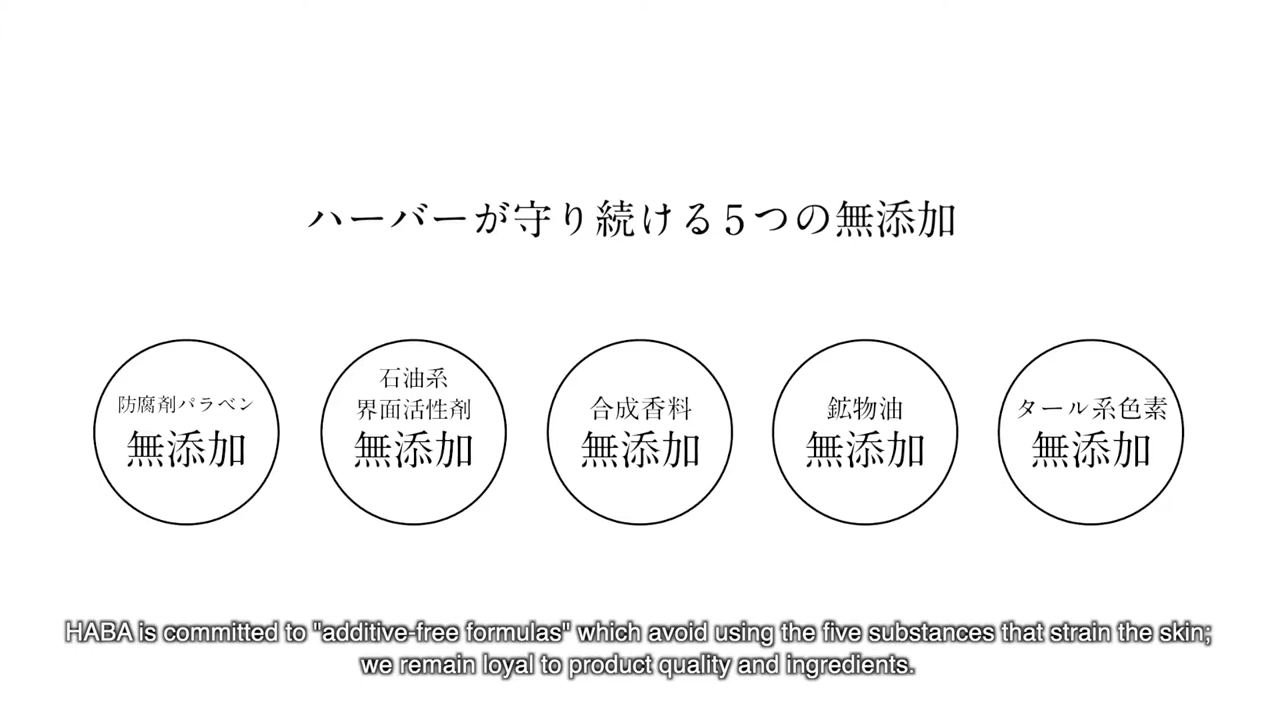 ハーバーが守り続ける5つの無添加
防腐剤パラベン
無添加
石油系
界面活性剤
無添加
合成香料
無添加
鉱物油
無添加
タール系色素
無添加
HABA is committed to "additive-free formulas" which avoid using the five substances that strain the skin;
we remain loyal to product quality and ingredients.